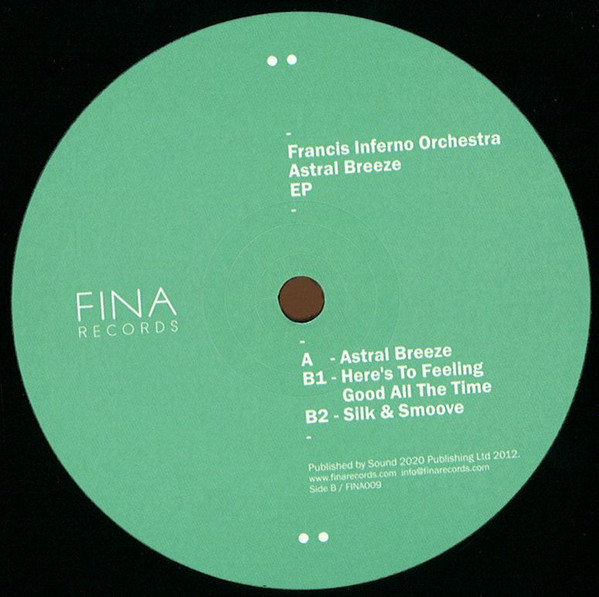 -
Francis Inferno Orchestra
Astral Breeze
EP
-
FINA
RECORDS
-
A - Astral Breeze
B1 - Here's To Feeling
Good All The Time
B2 - Silk & Smoove
-
Published by Sound 2020 Publishing Ltd 2012.
www.finarecords.com info@finarecords.com
Side B / FINA009